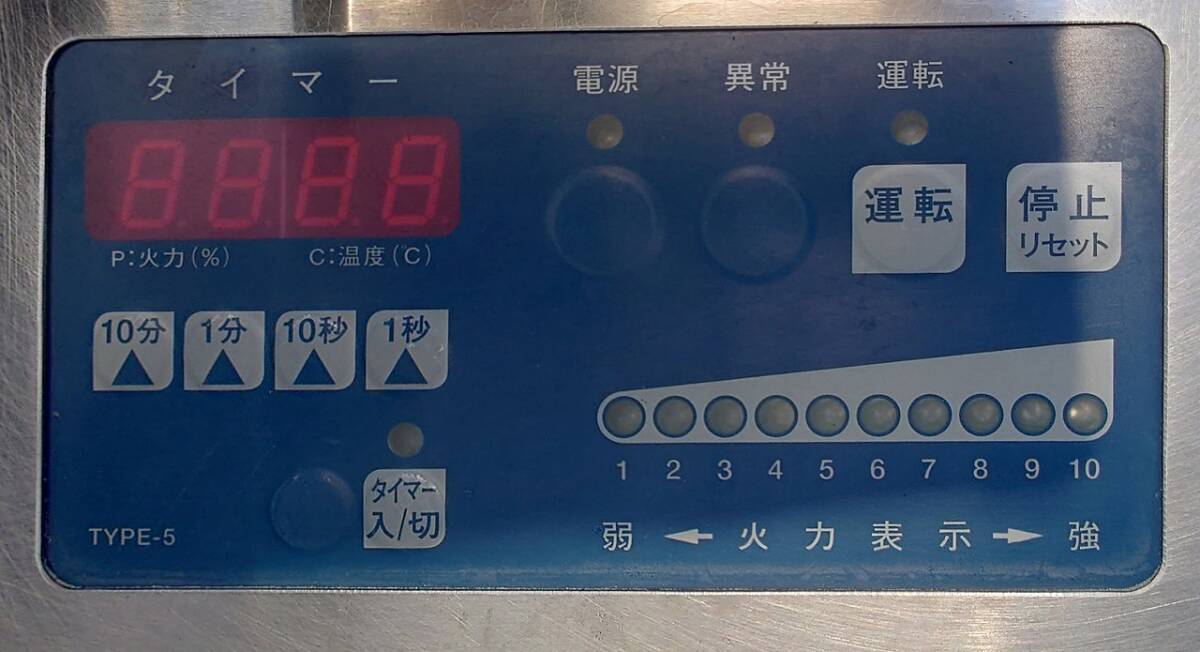 タイマー
電源 異常 運転
8888
運転
停止
リセット
P:火力(%) C:温度(℃)
10分 1分 10秒 1秒
タイマー
入/切
1 2 3 4 5 6 7 8 9 10
弱 ← 火力表示 → 強
TYPE-5